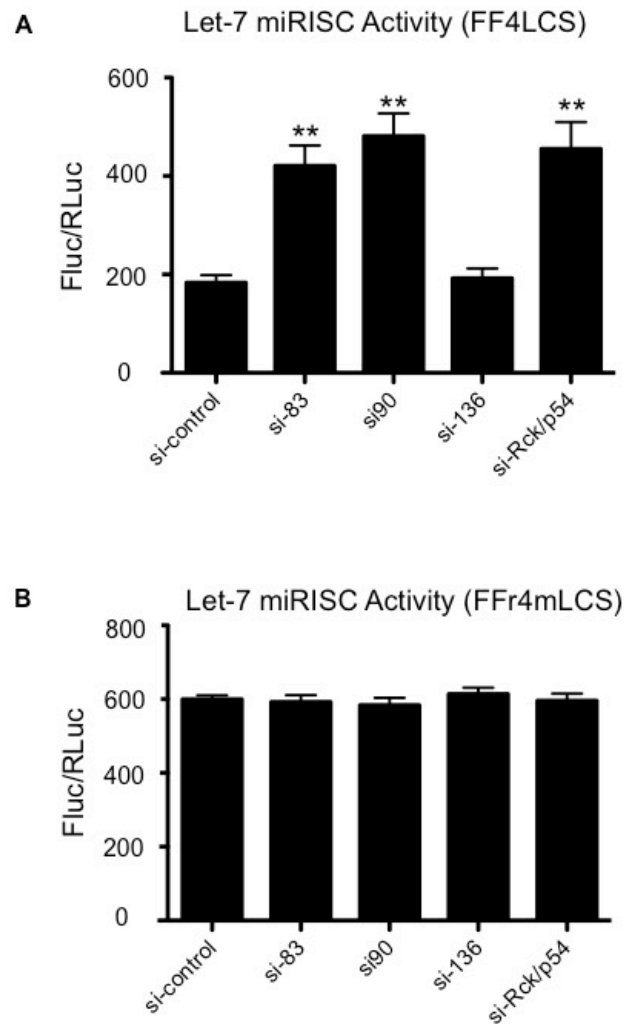 A
Let-7 miRISC Activity (FF4LCS)
600
400
200
0
Fluc/RLuc
**
**
**
si-control
si-83
si90
si-136
si-Rck/p54
B
Let-7 miRISC Activity (FFr4mLCS)
800
600
400
200
0
Fluc/RLuc
si-control
si-83
si90
si-136
si-Rck/p54